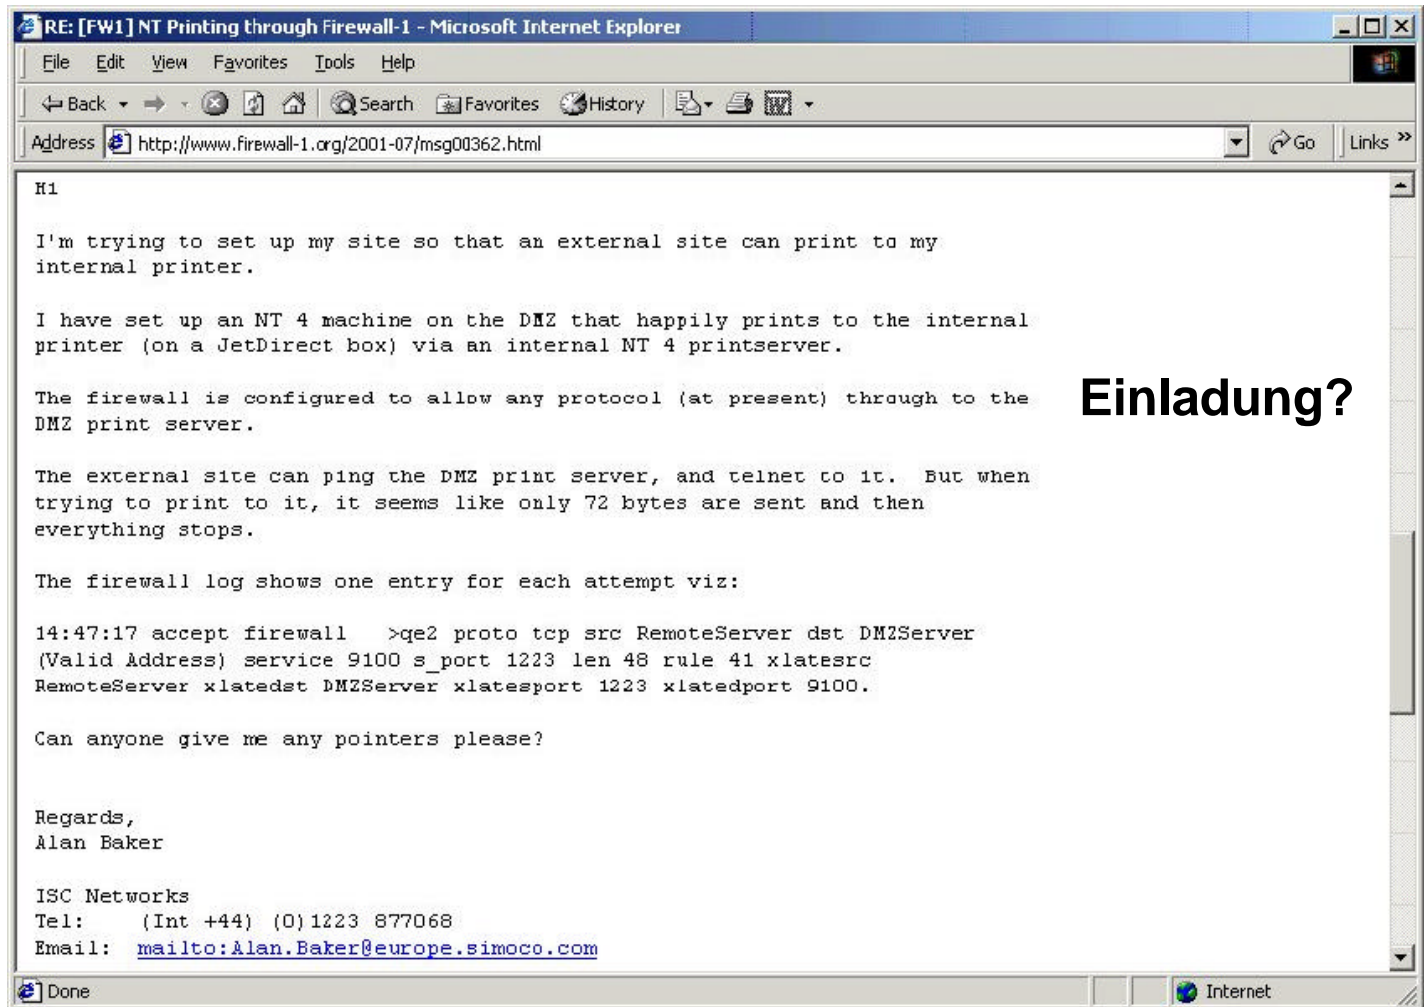 RE: [FW1] NT Printing through Firewall-1 - Microsoft Internet Explorer
File Edit View Favorites Tools Help
Back Search Favorites History
Address http://www.firewall-1.org/2001-07/msg00362.html Go Links »
Hi
I'm trying to set up my site so that an external site can print to my
internal printer.
I have set up an NT 4 machine on the DMZ that happily prints to the internal
printer (on a JetDirect box) via an internal NT 4 printserver.
The firewall is configured to allow any protocol (at present) through to the
DMZ print server.
Einladung?
The external site can ping the DMZ print server, and telnet to it. But when
trying to print to it, it seems like only 72 bytes are sent and then
everything stops.
The firewall log shows one entry for each attempt viz:
14:47:17 accept firewall >qe2 proto tcp src RemoteServer dst DMZServer
(Valid Address) service 9100 s_port 1223 len 48 rule 41 xlatesrc
RemoteServer xlatedst DMZServer xlatesport 1223 xlatedport 9100.
Can anyone give me any pointers please?
Regards,
Alan Baker
ISC Networks
Tel: (Int +44) (0)1223 877068
Email: mailto:Alan.Baker@europe.simoco.com
Done Internet